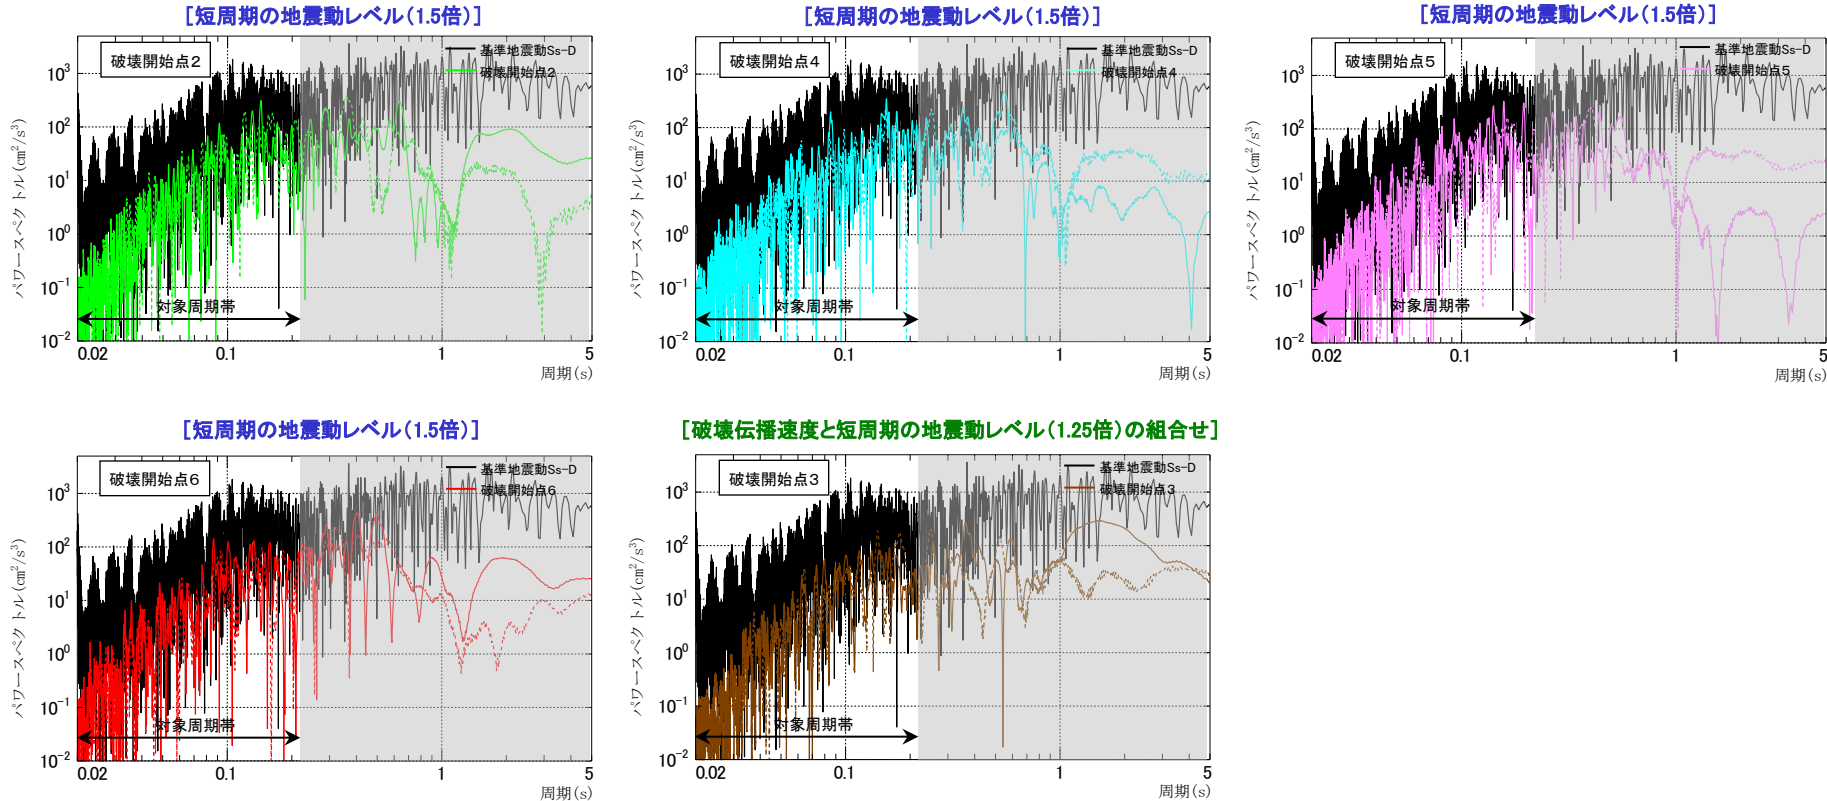 [短周期の地震動レベル(1.5倍)]
破壊開始点2
基準地震動Ss-D
破壊開始点2
パワースペクトル(cm²/s³)
10³
10²
10¹
10⁰
10⁻¹
10⁻²
対象周期帯
0.02 0.1 1 5
周期(s)
[短周期の地震動レベル(1.5倍)]
破壊開始点4
基準地震動Ss-D
破壊開始点4
パワースペクトル(cm²/s³)
10³
10²
10¹
10⁰
10⁻¹
10⁻²
対象周期帯
0.02 0.1 1 5
周期(s)
[短周期の地震動レベル(1.5倍)]
破壊開始点5
基準地震動Ss-D
破壊開始点5
パワースペクトル(cm²/s³)
10³
10²
10¹
10⁰
10⁻¹
10⁻²
対象周期帯
0.02 0.1 1 5
周期(s)
[短周期の地震動レベル(1.5倍)]
破壊開始点6
基準地震動Ss-D
破壊開始点6
パワースペクトル(cm²/s³)
10³
10²
10¹
10⁰
10⁻¹
10⁻²
対象周期帯
0.02 0.1 1 5
周期(s)
[破壊伝播速度と短周期の地震動レベル(1.25倍)の組合せ]
破壊開始点3
基準地震動Ss-D
破壊開始点3
パワースペクトル(cm²/s³)
10³
10²
10¹
10⁰
10⁻¹
10⁻²
対象周期帯
0.02 0.1 1 5
周期(s)